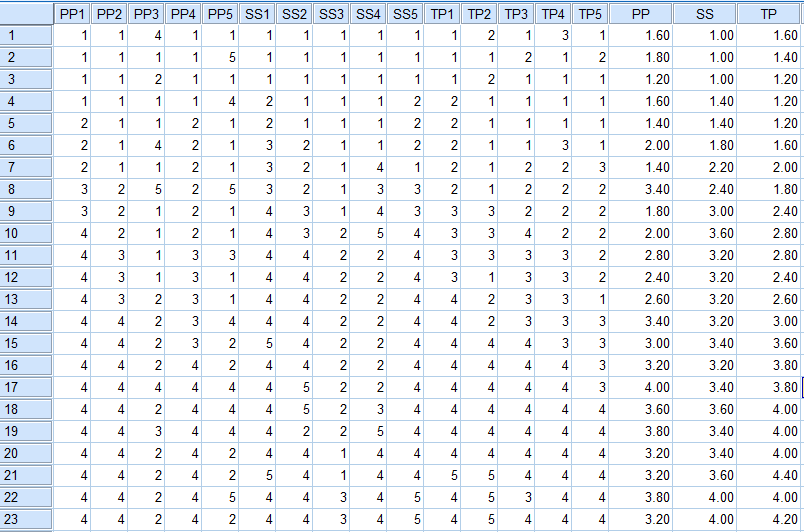 PP1 PP2 PP3 PP4 PP5 SS1 SS2 SS3 SS4 SS5 TP1 TP2 TP3 TP4 TP5 PP SS TP
1 1 1 4 1 1 1 1 1 1 1 1 2 1 3 1 1.60 1.00 1.60
2 1 1 1 1 5 1 1 1 1 1 1 1 2 1 2 1.80 1.00 1.40
3 1 1 2 1 1 1 1 1 1 1 1 2 1 1 1 1.20 1.00 1.20
4 1 1 1 1 4 2 1 1 1 2 2 1 1 1 1 1.60 1.40 1.20
5 2 1 1 2 1 2 1 1 1 2 2 1 1 1 1 1.40 1.40 1.20
6 2 1 4 2 1 3 2 1 1 2 2 1 1 3 1 2.00 1.80 1.60
7 2 1 1 2 1 3 2 1 4 1 2 1 2 2 3 1.40 2.20 2.00
8 3 2 5 2 5 3 2 1 3 3 2 1 2 2 2 3.40 2.40 1.80
9 3 2 1 2 1 4 3 1 4 3 3 3 2 2 2 1.80 3.00 2.40
10 4 2 1 2 1 4 3 2 5 4 3 3 4 2 2 2.00 3.60 2.80
11 4 3 1 3 3 4 4 2 2 4 3 3 3 3 2 2.80 3.20 2.80
12 4 3 1 3 1 4 4 2 2 4 3 1 3 3 2 2.40 3.20 2.40
13 4 3 2 3 1 4 4 2 2 4 4 2 3 3 1 2.60 3.20 2.60
14 4 4 2 3 4 4 4 2 2 4 4 2 3 3 3 3.40 3.20 3.00
15 4 4 2 3 2 5 4 2 2 4 4 4 4 3 3 3.00 3.40 3.60
16 4 4 2 4 2 4 4 2 2 4 4 4 4 4 3 3.20 3.20 3.80
17 4 4 4 4 4 4 5 2 2 4 4 4 4 4 3 4.00 3.40 3.80
18 4 4 2 4 4 4 5 2 3 4 4 4 4 4 4 3.60 3.60 4.00
19 4 4 3 4 4 4 2 2 5 4 4 4 4 4 4 3.80 3.40 4.00
20 4 4 2 4 2 4 4 1 4 4 4 4 4 4 4 3.20 3.40 4.00
21 4 4 2 4 2 5 4 1 4 4 5 5 4 4 4 3.20 3.60 4.40
22 4 4 2 4 5 4 4 3 4 5 4 5 3 4 4 3.80 4.00 4.00
23 4 4 2 4 2 4 4 3 4 5 4 5 4 4 4 3.20 4.00 4.20